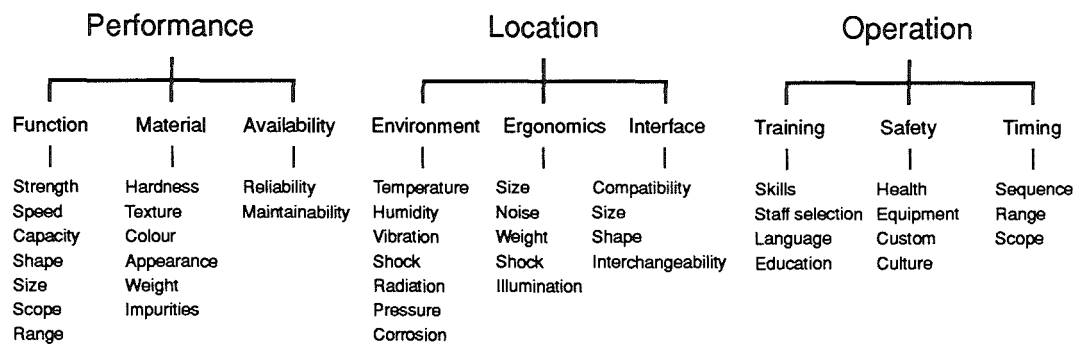 Performance
Location
Operation
Function
Material
Availability
Environment
Ergonomics
Interface
Training
Safety
Timing
Strength
Speed
Capacity
Shape
Size
Scope
Range
Hardness
Texture
Colour
Appearance
Weight
Impurities
Reliability
Maintainability
Temperature
Humidity
Vibration
Shock
Radiation
Pressure
Corrosion
Size
Noise
Weight
Shock
Illumination
Compatibility
Size
Shape
Interchangeability
Skills
Staff selection
Language
Education
Health
Equipment
Custom
Culture
Sequence
Range
Scope